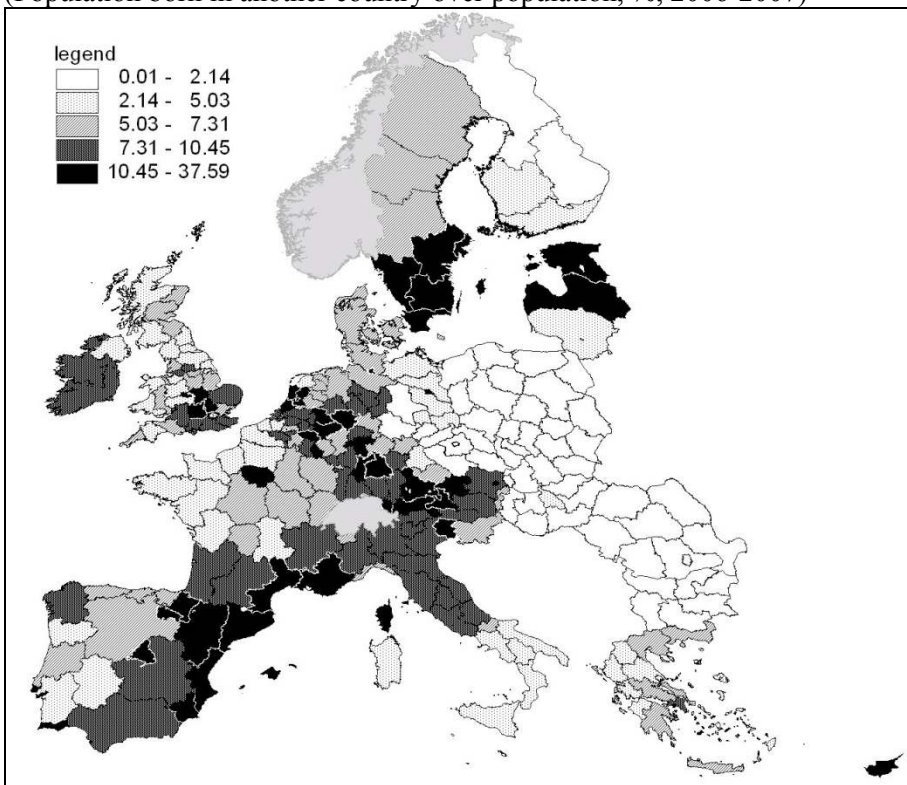 (Population born in another country over population, %, 2006-2007)
legend
0.01 - 2.14
2.14 - 5.03
5.03 - 7.31
7.31 - 10.45
10.45 - 37.59